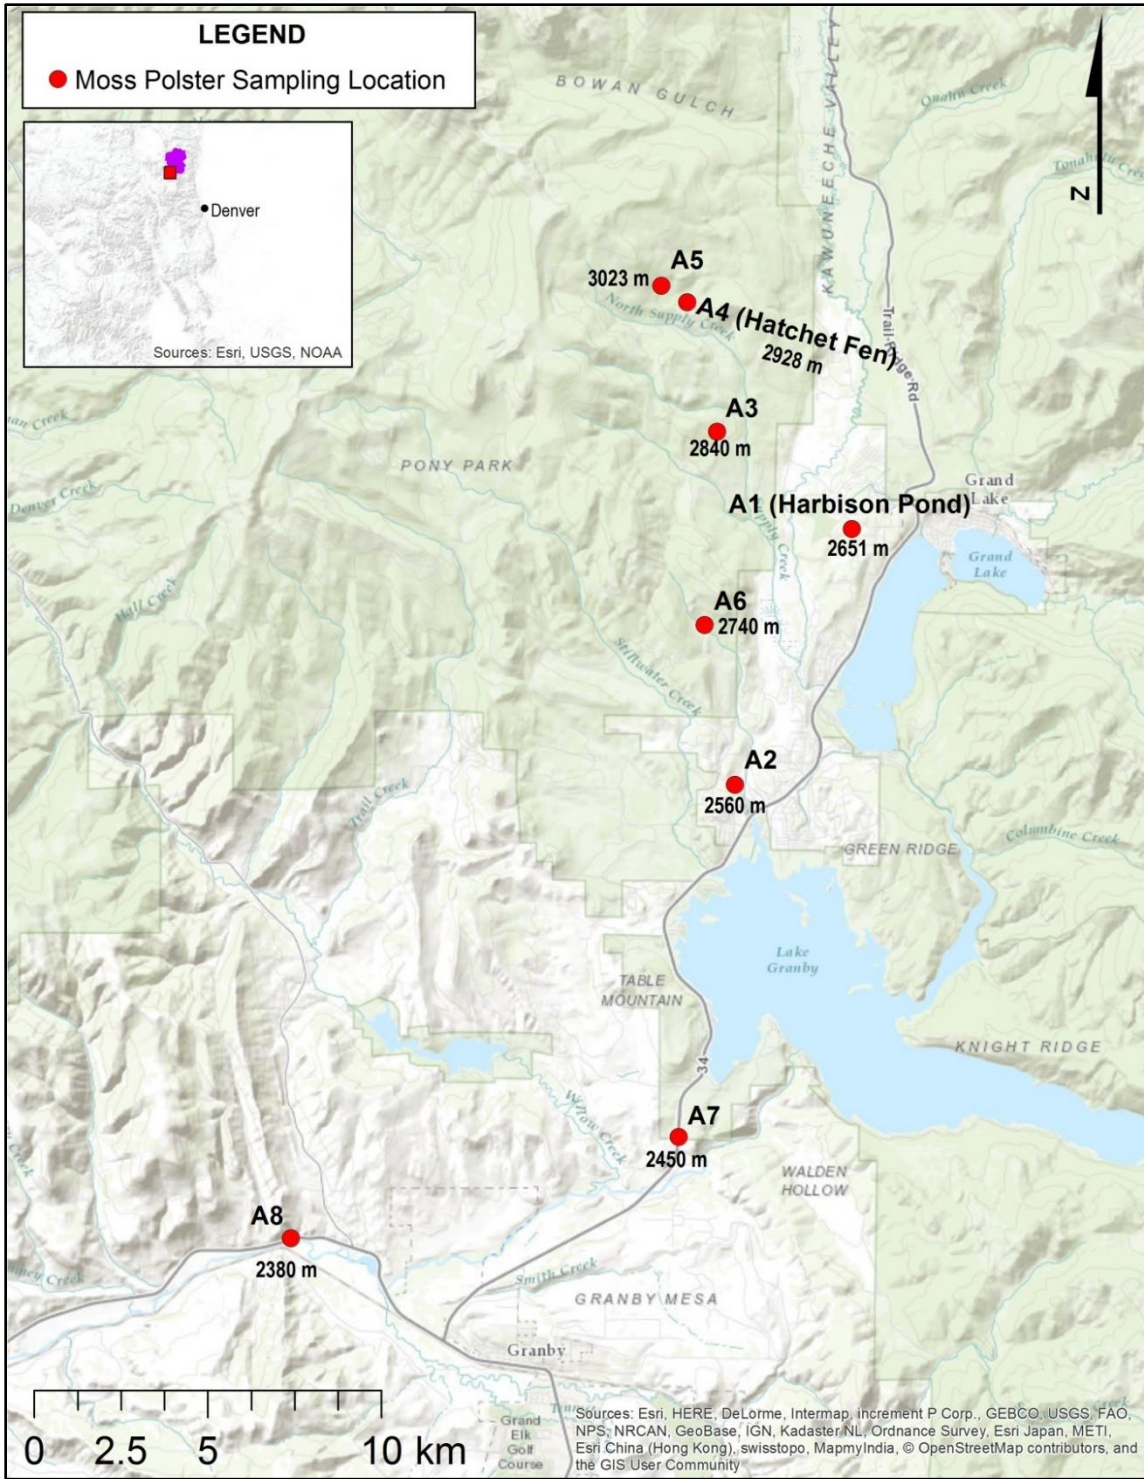 LEGEND
Moss Polster Sampling Location
Denver
Sources: Esri, USGS, NOAA
BOWAN GULCH
KAWUNEECHE VALLEY
Onahu Creek
Tonahutu Creek
N
A5
3023 m
A4 (Hatchet Fen)
2928 m
North Supply Creek
Trail Ridge Rd
A3
2840 m
PONY PARK
Denver Creek
Grand
Lake
A1 (Harbison Pond)
2651 m
Supply Creek
Grand
Lake
Hall Creek
A6
2740 m
Stillwater Creek
A2
2560 m
Trail Creek
Columbine Creek
GREEN RIDGE
Lake
Granby
TABLE
MOUNTAIN
KNIGHT RIDGE
34
Willow Creek
A7
2450 m
WALDEN
HOLLOW
A8
2380 m
Creek
Smith Creek
GRANBY MESA
Granby
0 2.5 5 10 km
Grand
Elk
Golf
Course
Sources: Esri, HERE, DeLorme, Intermap, increment P Corp., GEBCO, USGS, FAO,
NPS, NRCAN, GeoBase, IGN, Kadaster NL, Ordnance Survey, Esri Japan, METI,
Esri China (Hong Kong), swisstopo, MapmyIndia, © OpenStreetMap contributors, and
the GIS User Community